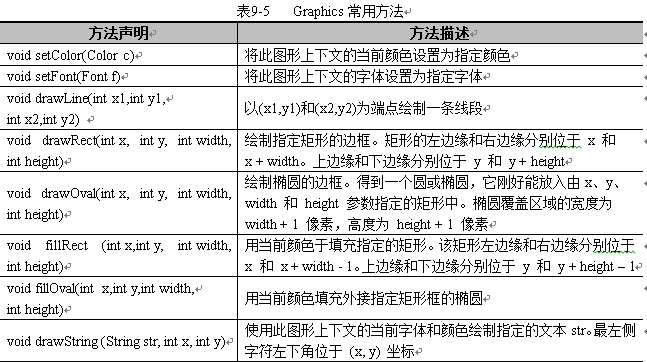 表9-5 Graphics 常用方法
方法声明 方法描述
void setColor(Color c) 将此图形上下文的当前颜色设置为指定颜色
void setFont(Font f) 将此图形上下文的字体设置为指定字体
void drawLine(int x1,int y1,
int x2,int y2)
以(x1,y1)和(x2,y2)为端点绘制一条线段
void drawRect(int x, int y, int width,
int height)
绘制指定矩形的边框。矩形的左边缘和右边缘分别位于 x 和
x + width。上边缘和下边缘分别位于 y 和 y + height
void drawOval(int x, int y, int width,
int height)
绘制椭圆的边框。得到一个圆或椭圆，它刚好能放入由 x、y、
width 和 height 参数指定的矩形中。椭圆覆盖区域的宽度为
width + 1 像素，高度为 height + 1 像素
void fillRect (int x,int y, int width,
int height)
用当前颜色于填充指定的矩形。该矩形左边缘和右边缘分别位于
x 和 x + width - 1。上边缘和下边缘分别位于 y 和 y + height – 1
void fillOval(int x,int y,int width,
int height)
用当前颜色填充外接指定矩形框的椭圆
void drawString (String str, int x, int y)
使用此图形上下文的当前字体和颜色绘制指定的文本 str。最左侧
字符左下角位于 (x, y) 坐标